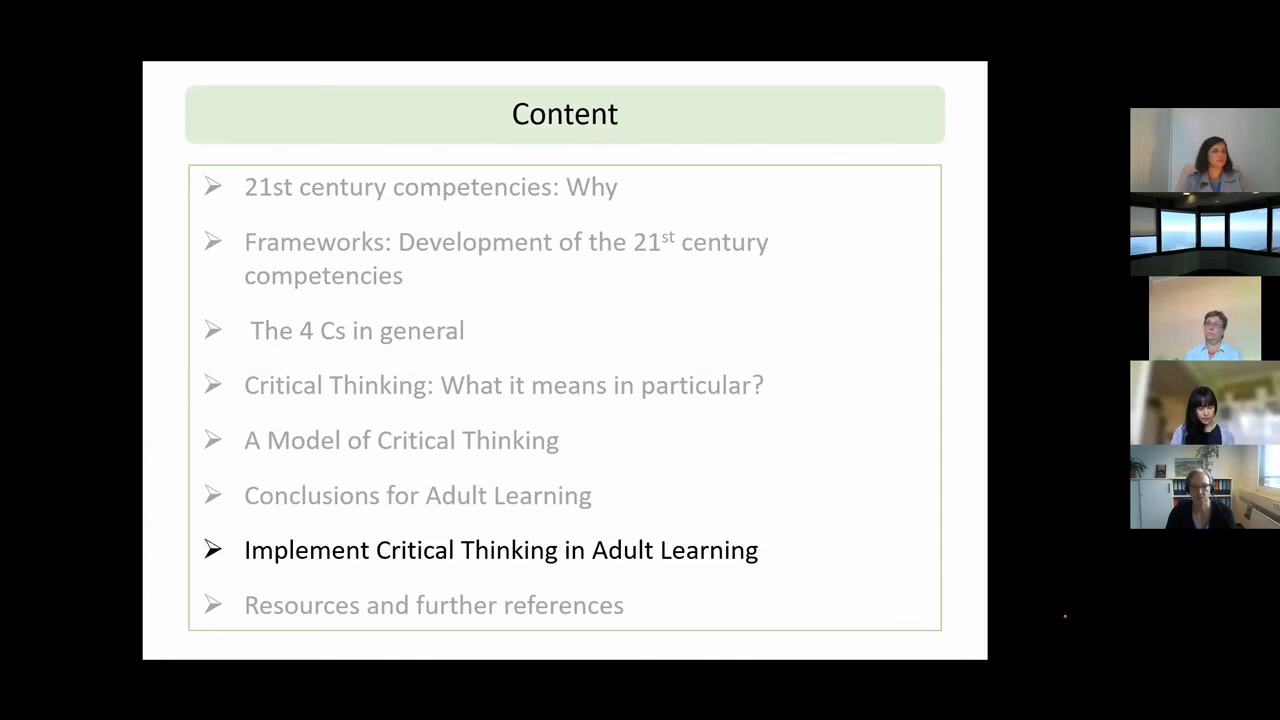 Content
➢ 21st century competencies: Why
➢ Frameworks: Development of the 21st century
competencies
➢ The 4 Cs in general
➢ Critical Thinking: What it means in particular?
➢ A Model of Critical Thinking
➢ Conclusions for Adult Learning
➢ Implement Critical Thinking in Adult Learning
➢ Resources and further references